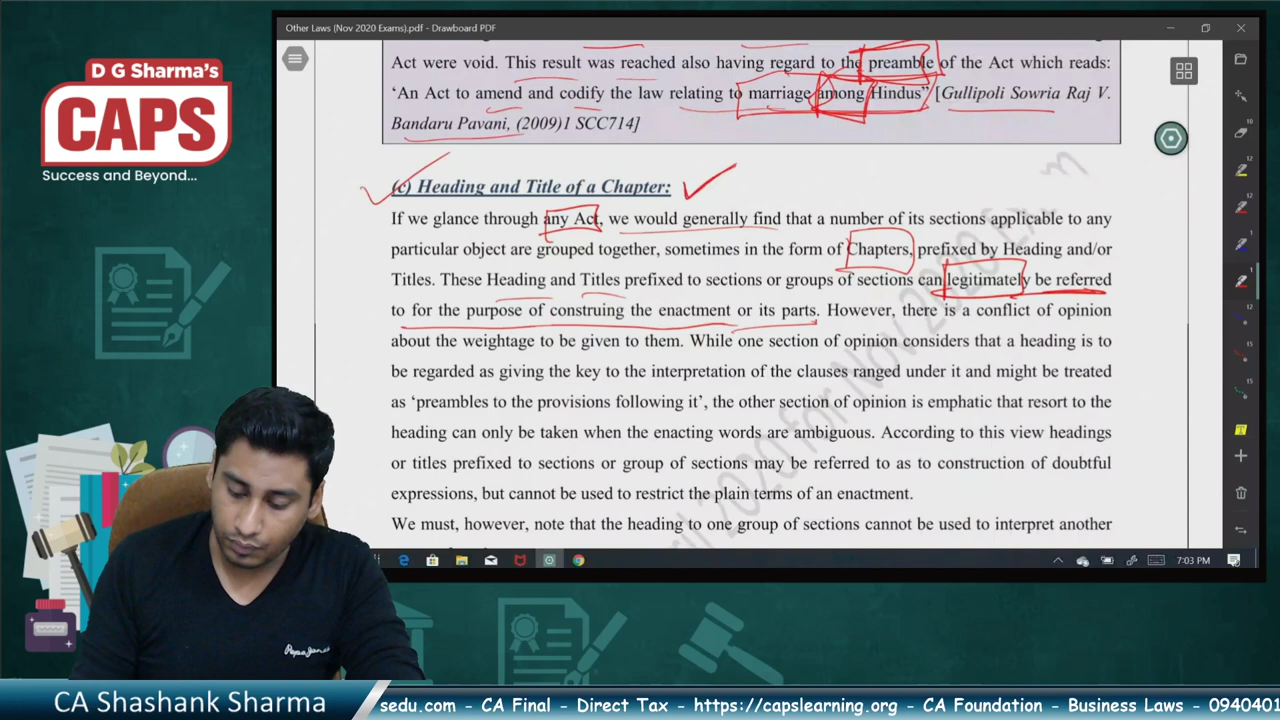 Other Laws (Nov 2020 Exams).pdf - Drawboard PDF
D G Sharma's
CAPS
Success and Beyond...
Act were void. This result was reached also having regard to the preamble of the Act which reads:
'An Act to amend and codify the law relating to marriage among Hindus” [Gullipoli Sowria Raj V.
Bandaru Pavani, (2009)1 SCC714]
(c) Heading and Title of a Chapter:
If we glance through any Act, we would generally find that a number of its sections applicable to any
particular object are grouped together, sometimes in the form of Chapters, prefixed by Heading and/or
Titles. These Heading and Titles prefixed to sections or groups of sections can legitimately be referred
to for the purpose of construing the enactment or its parts. However, there is a conflict of opinion
about the weightage to be given to them. While one section of opinion considers that a heading is to
be regarded as giving the key to the interpretation of the clauses ranged under it and might be treated
as ‘preambles to the provisions following it’, the other section of opinion is emphatic that resort to the
heading can only be taken when the enacting words are ambiguous. According to this view headings
or titles prefixed to sections or group of sections may be referred to as to construction of doubtful
expressions, but cannot be used to restrict the plain terms of an enactment.
We must, however, note that the heading to one group of sections cannot be used to interpret another
7:03 PM
CA Shashank Sharma
sedu.com - CA Final - Direct Tax - https://capslearning.org - CA Foundation - Business Laws - 0940401